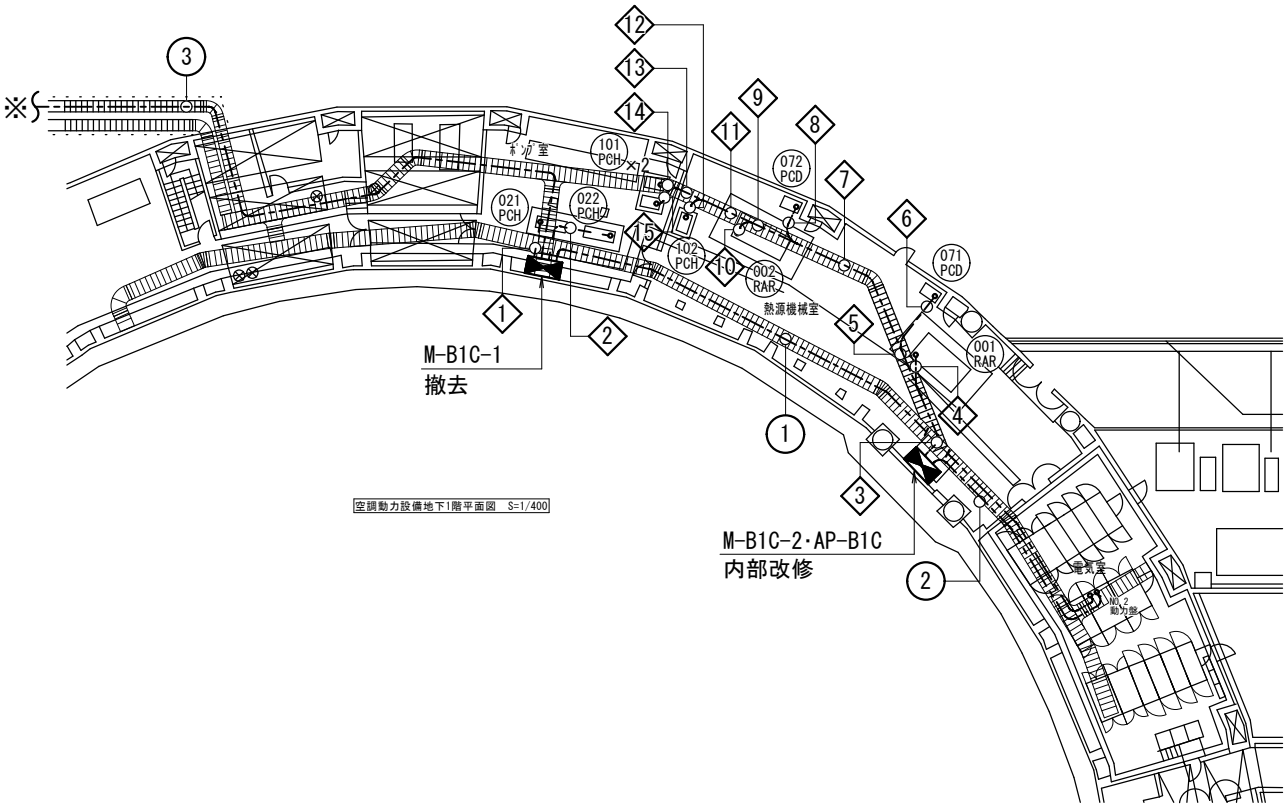 12
3
13
※
14
9
8
11
101
PCH
×2
ポンプ室
072
PCD
7
6
021
PCH
022
PCH
15
102
PCH
10
002
RAR
071
PCD
熱源機械室
5
001
RAR
1
2
M-B1C-1
撤去
4
1
3
空調動力設備地下1階平面図 S=1/400
M-B1C-2・AP-B1C
内部改修
2
電気室
NO.2
動力盤